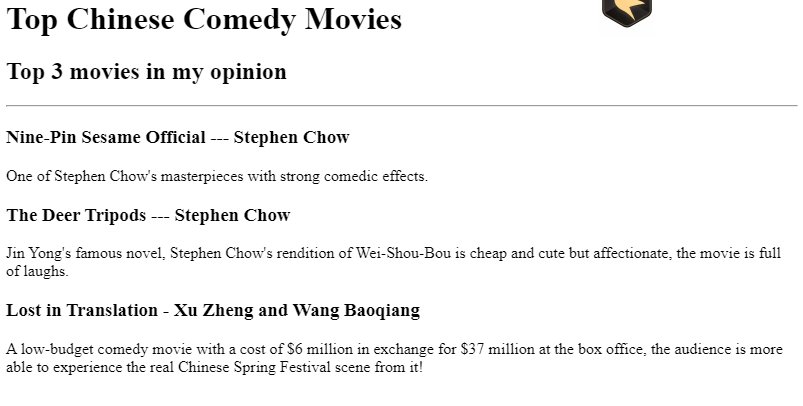 Top Chinese Comedy Movies
Top 3 movies in my opinion
Nine-Pin Sesame Official --- Stephen Chow
One of Stephen Chow's masterpieces with strong comedic effects.
The Deer Tripods --- Stephen Chow
Jin Yong's famous novel, Stephen Chow's rendition of Wei-Shou-Bou is cheap and cute but affectionate, the movie is full
of laughs.
Lost in Translation - Xu Zheng and Wang Baoqiang
A low-budget comedy movie with a cost of $6 million in exchange for $37 million at the box office, the audience is more
able to experience the real Chinese Spring Festival scene from it!